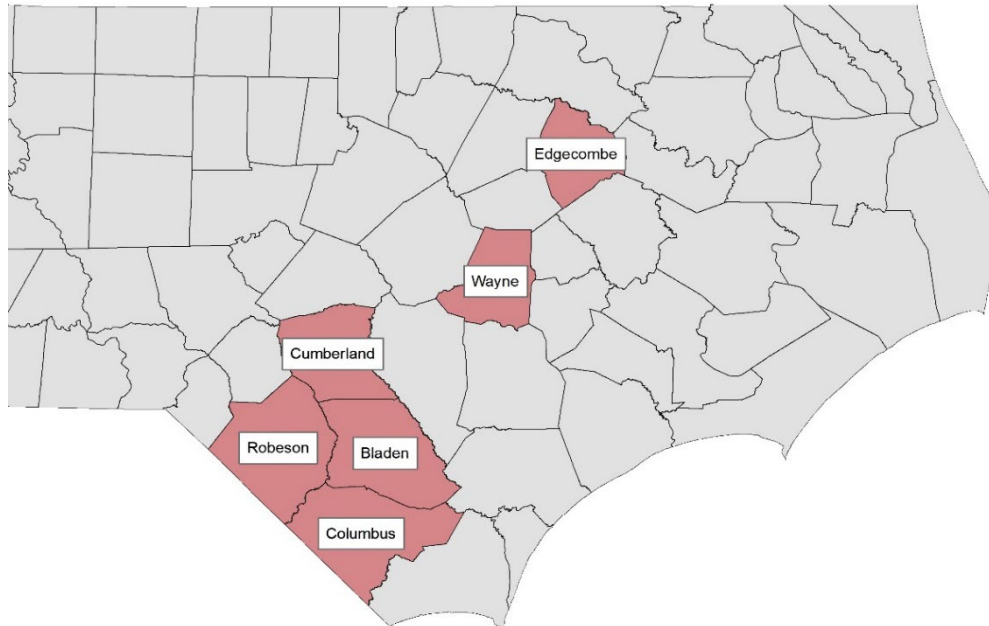 Edgecombe
Wayne
Cumberland
Robeson
Bladen
Columbus